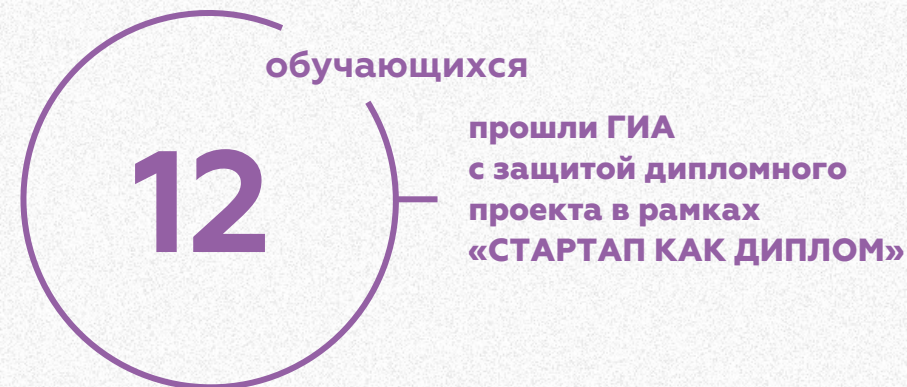 обучающихся
12
прошли ГИА
с защитой дипломного
проекта в рамках
«СТАРТАП КАК ДИПЛОМ»